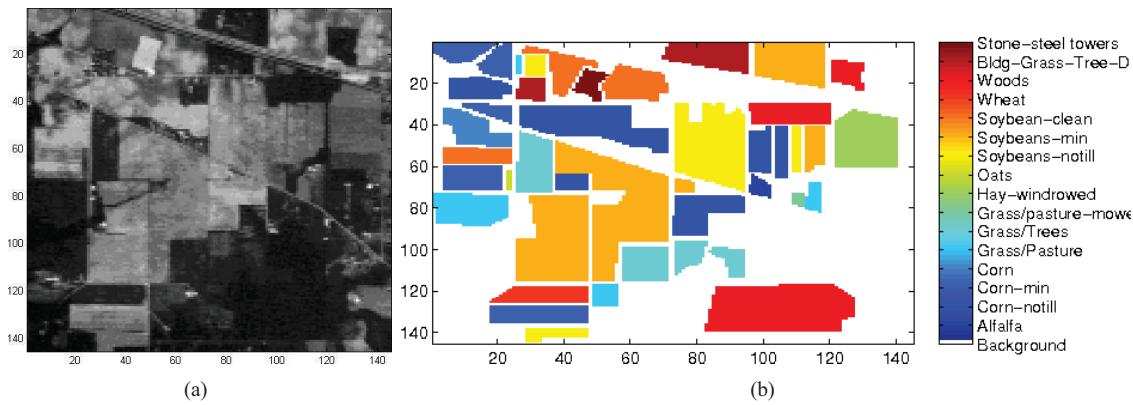 20
40
60
80
100
120
140
20 40 60 80 100 120 140
(a)
20
40
60
80
100
120
140
20 40 60 80 100 120 140
(b)
Stone-steel towers
Bldg-Grass-Tree-D
Woods
Wheat
Soybean-clean
Soybeans-min
Soybeans-notill
Oats
Hay-windrowed
Grass/pasture-mowe
Grass/Trees
Grass/Pasture
Corn
Corn-min
Corn-notill
Alfalfa
Background